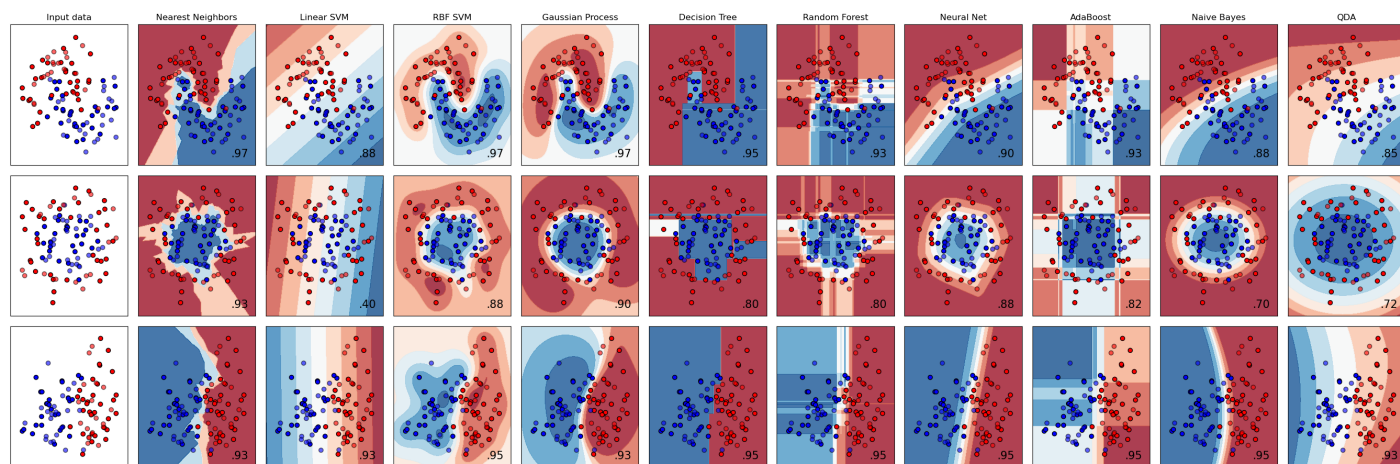 Input data Nearest Neighbors Linear SVM RBF SVM Gaussian Process Decision Tree Random Forest Neural Net AdaBoost Naive Bayes QDA
.97 .88 .97 .97 .95 .93 .90 .93 .88 .85
.93 .40 .88 .90 .80 .80 .88 .82 .70 .72
.93 .93 .95 .93 .95 .95 .95 .95 .95 .93